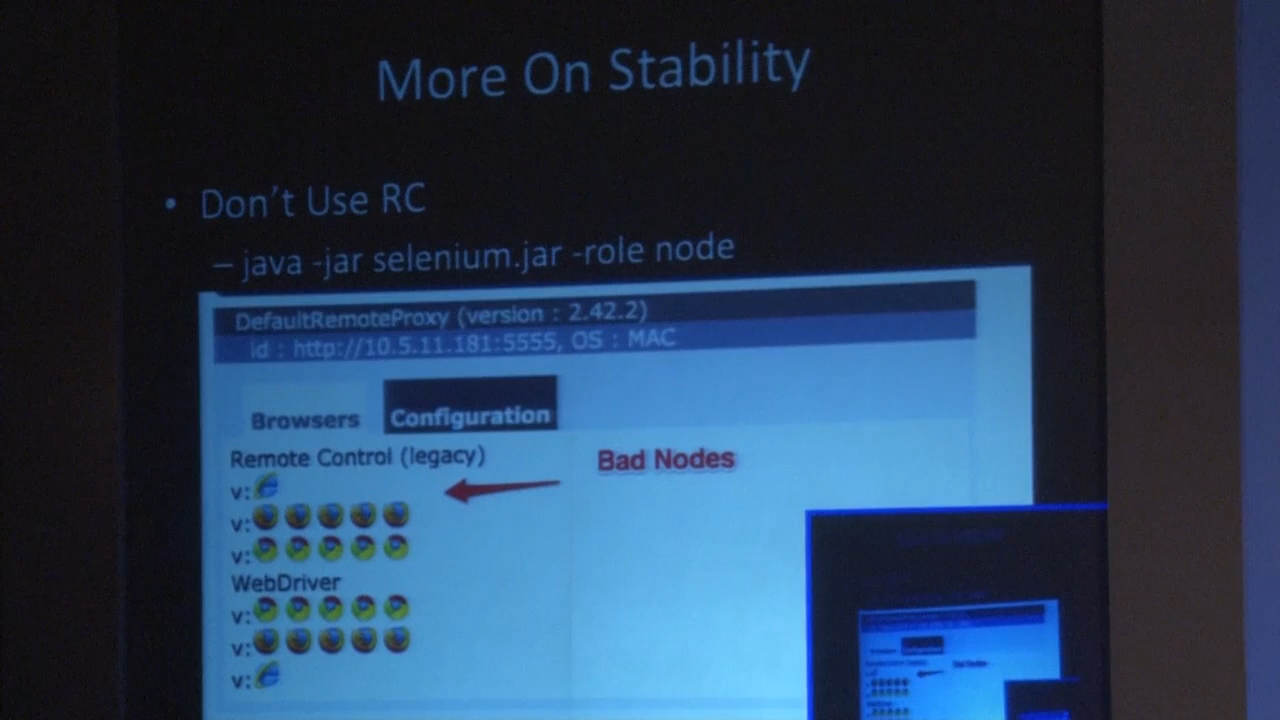 More On Stability
• Don't Use RC
– java -jar selenium.jar -role node
DefaultRemoteProxy (version : 2.42.2)
id : http://10.5.11.181:5555, OS : MAC
Browsers Configuration
Remote Control (legacy)
Bad Nodes
v:
v:
v:
WebDriver
v:
v:
v: